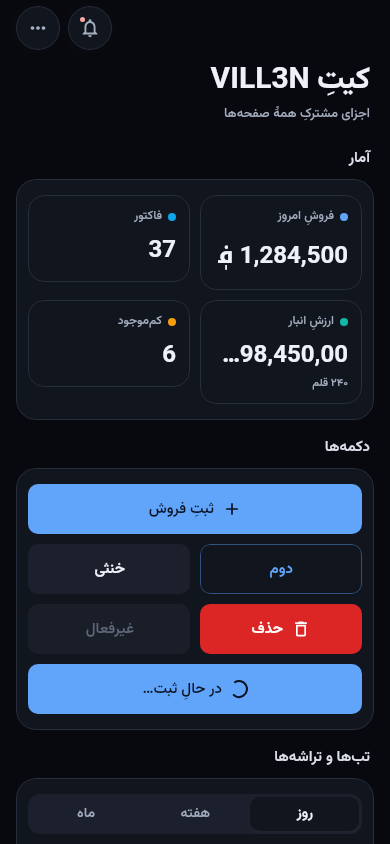 کیتِ VILL3N
اجزای مشترکِ همهٔ صفحه‌ها
آمار
فروشِ امروز
1,284,500 ؋
فاکتور
37
ارزشِ انبار
98,450,00…
۲۴۰ قلم
کم‌موجود
6
دکمه‌ها
ثبتِ فروش
دوم
خنثی
حذف
غیرفعال
در حالِ ثبت…
تب‌ها و تراشه‌ها
روز
هفته
ماه